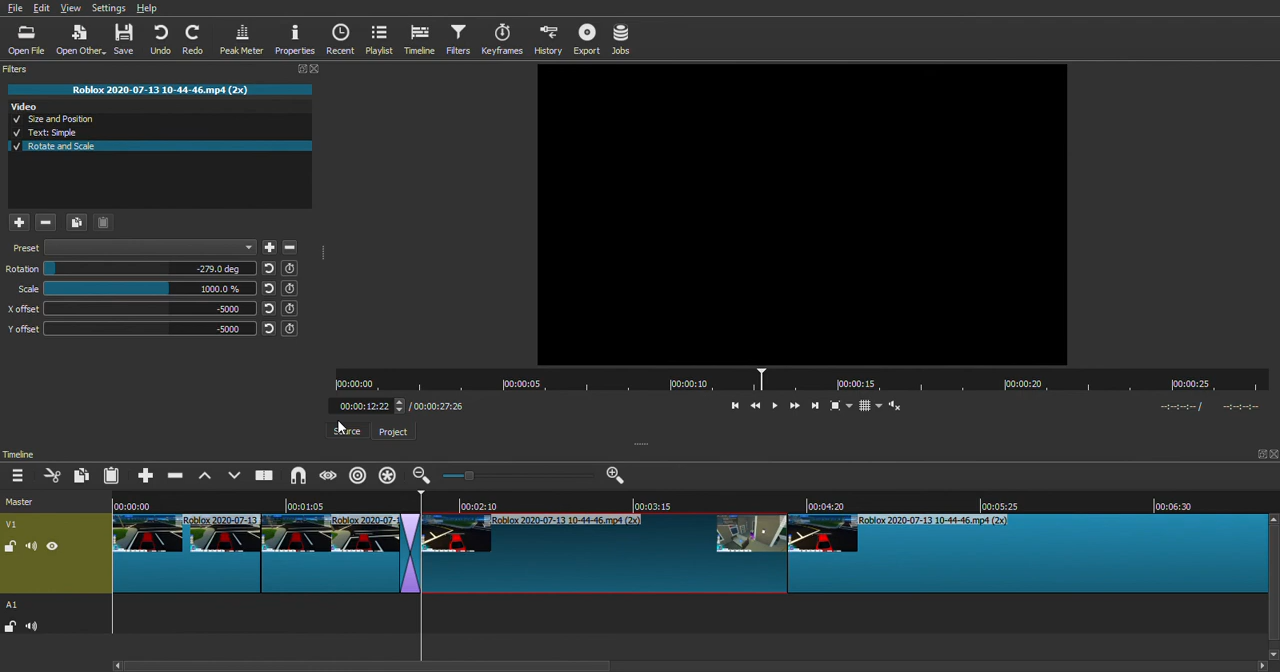 File Edit View Settings Help
Open File Open Other... Save Undo Redo Peak Meter Properties Recent Playlist Timeline Filters Keyframes History Export Jobs
Filters
Roblox 2020-07-13 10-44-46.mp4 (2x)
Video
Size and Position
Text: Simple
Rotate and Scale
Preset
Rotation -279.0 deg
Scale 1000.0 %
X offset -5000
Y offset -5000
00:00:00 00:00:05 00:00:10 00:00:15 00:00:20 00:00:25
00:00:12:22 /00:00:27:26 --:--:--:-- / --:--:--:--
Source Project
Timeline
Master 00:00:00 00:01:05 00:02:10 00:03:15 00:04:20 00:05:25 00:06:30
V1 Roblox 2020-07-13 Roblox 2020-07-1 Roblox 2020-07-13 10-44-46.mp4 (2x) Roblox 2020-07-13 10-44-46.mp4 (2x)
A1